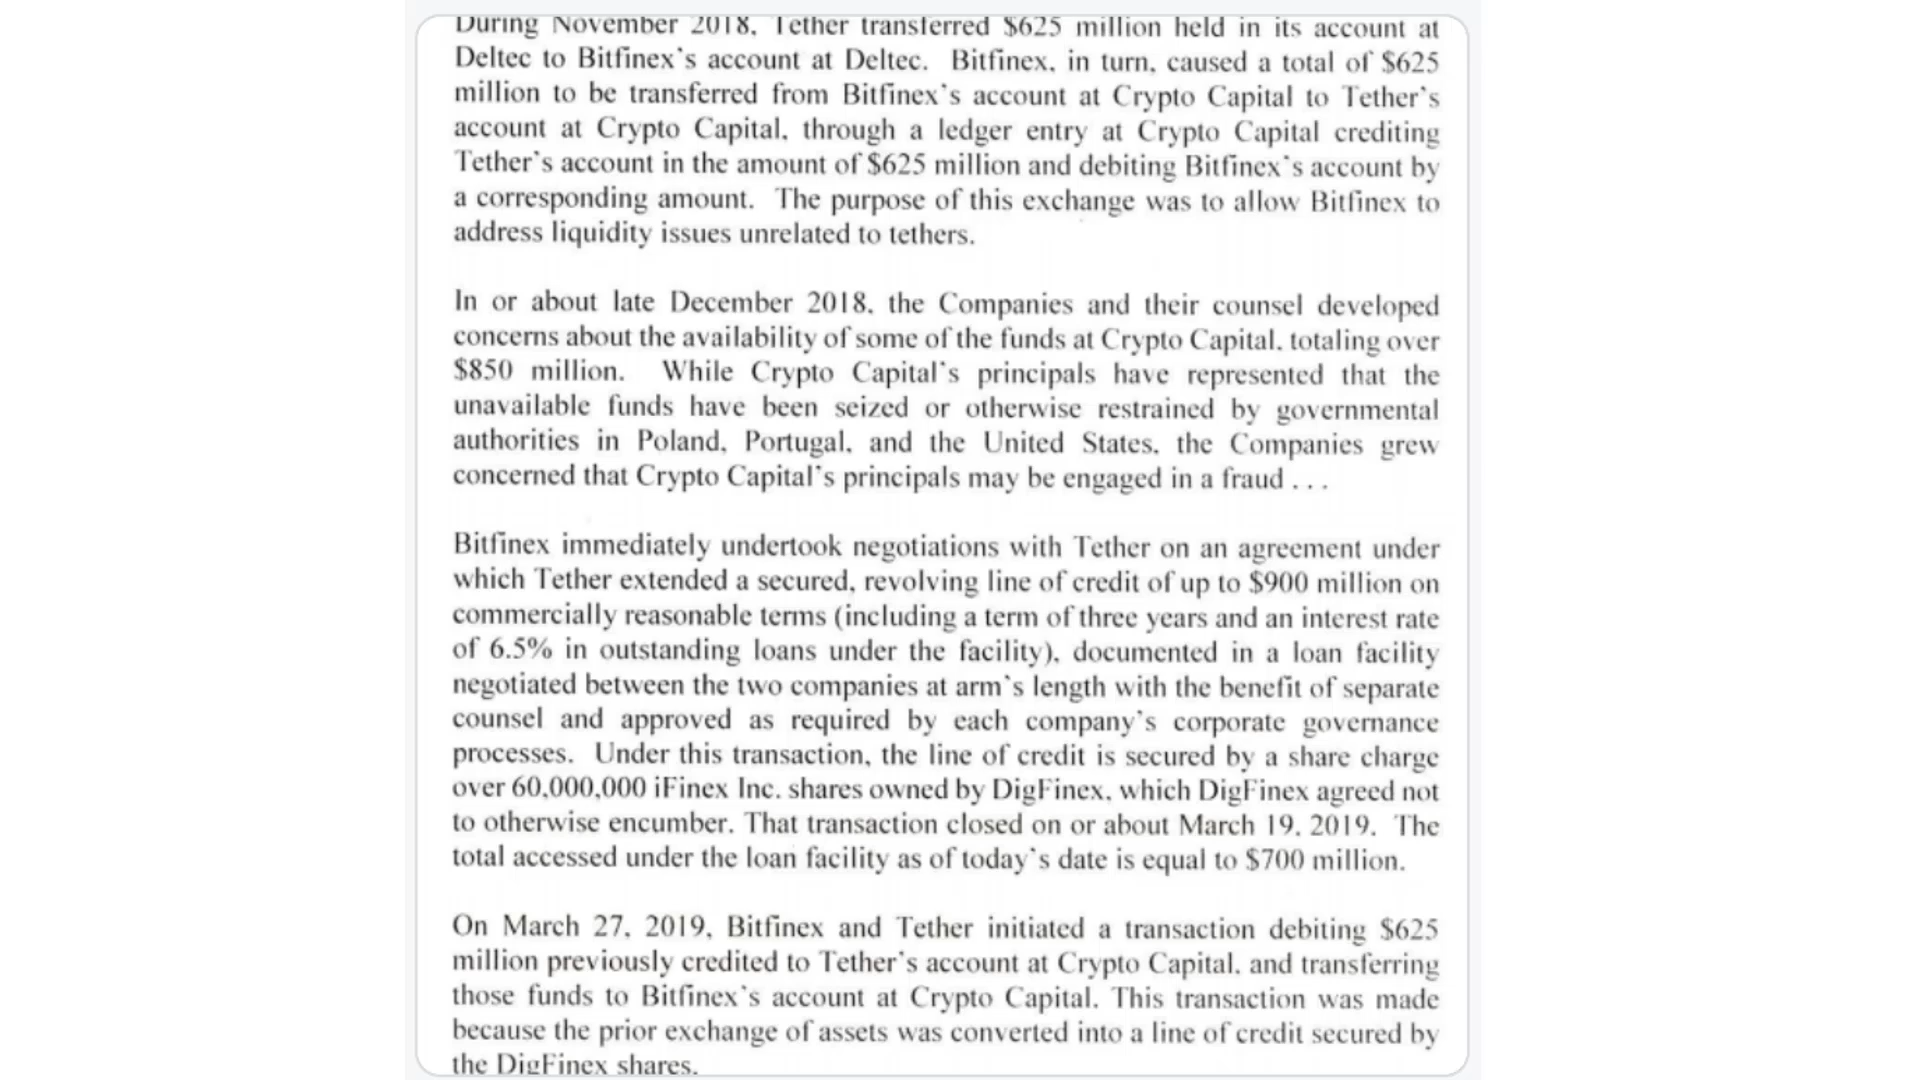 During November 2018, Tether transferred $625 million held in its account at
Deltec to Bitfinex's account at Deltec. Bitfinex, in turn, caused a total of $625
million to be transferred from Bitfinex's account at Crypto Capital to Tether's
account at Crypto Capital, through a ledger entry at Crypto Capital crediting
Tether's account in the amount of $625 million and debiting Bitfinex's account by
a corresponding amount. The purpose of this exchange was to allow Bitfinex to
address liquidity issues unrelated to tethers.
In or about late December 2018, the Companies and their counsel developed
concerns about the availability of some of the funds at Crypto Capital, totaling over
$850 million. While Crypto Capital's principals have represented that the
unavailable funds have been seized or otherwise restrained by governmental
authorities in Poland, Portugal, and the United States, the Companies grew
concerned that Crypto Capital's principals may be engaged in a fraud . . .
Bitfinex immediately undertook negotiations with Tether on an agreement under
which Tether extended a secured, revolving line of credit of up to $900 million on
commercially reasonable terms (including a term of three years and an interest rate
of 6.5% in outstanding loans under the facility), documented in a loan facility
negotiated between the two companies at arm's length with the benefit of separate
counsel and approved as required by each company's corporate governance
processes. Under this transaction, the line of credit is secured by a share charge
over 60,000,000 iFinex Inc. shares owned by DigFinex, which DigFinex agreed not
to otherwise encumber. That transaction closed on or about March 19, 2019. The
total accessed under the loan facility as of today's date is equal to $700 million.
On March 27, 2019, Bitfinex and Tether initiated a transaction debiting $625
million previously credited to Tether's account at Crypto Capital, and transferring
those funds to Bitfinex's account at Crypto Capital. This transaction was made
because the prior exchange of assets was converted into a line of credit secured by
the DigFinex shares.